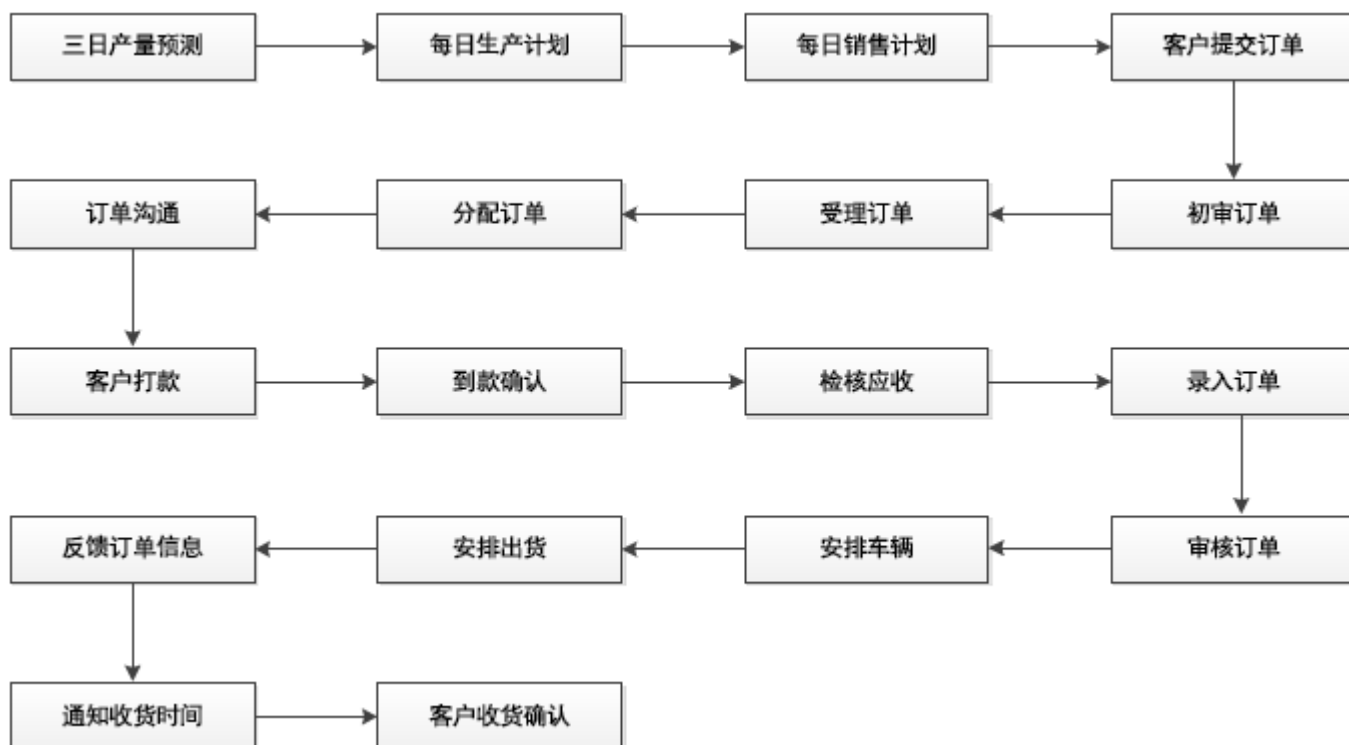 三日产量预测
每日生产计划
每日销售计划
客户提交订单
初审订单
受理订单
分配订单
订单沟通
客户打款
到款确认
检核应收
录入订单
审核订单
安排车辆
安排出货
反馈订单信息
通知收货时间
客户收货确认